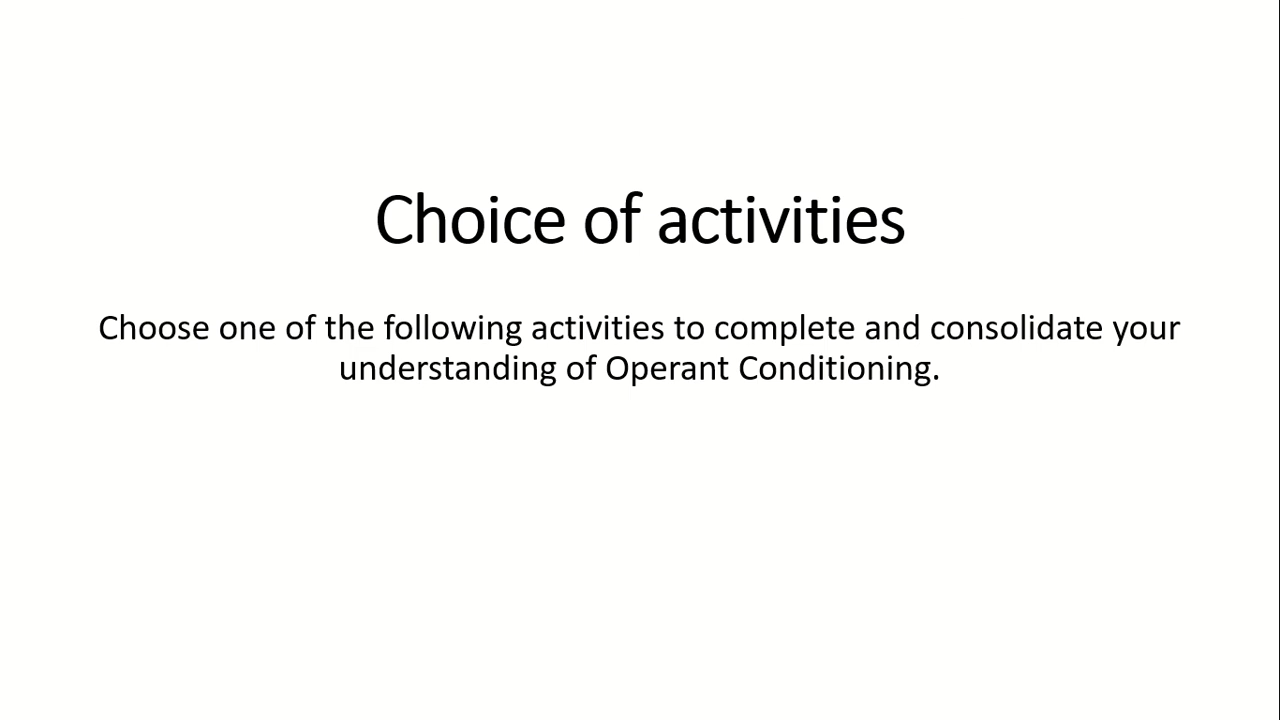 Choice of activities
Choose one of the following activities to complete and consolidate your
understanding of Operant Conditioning.